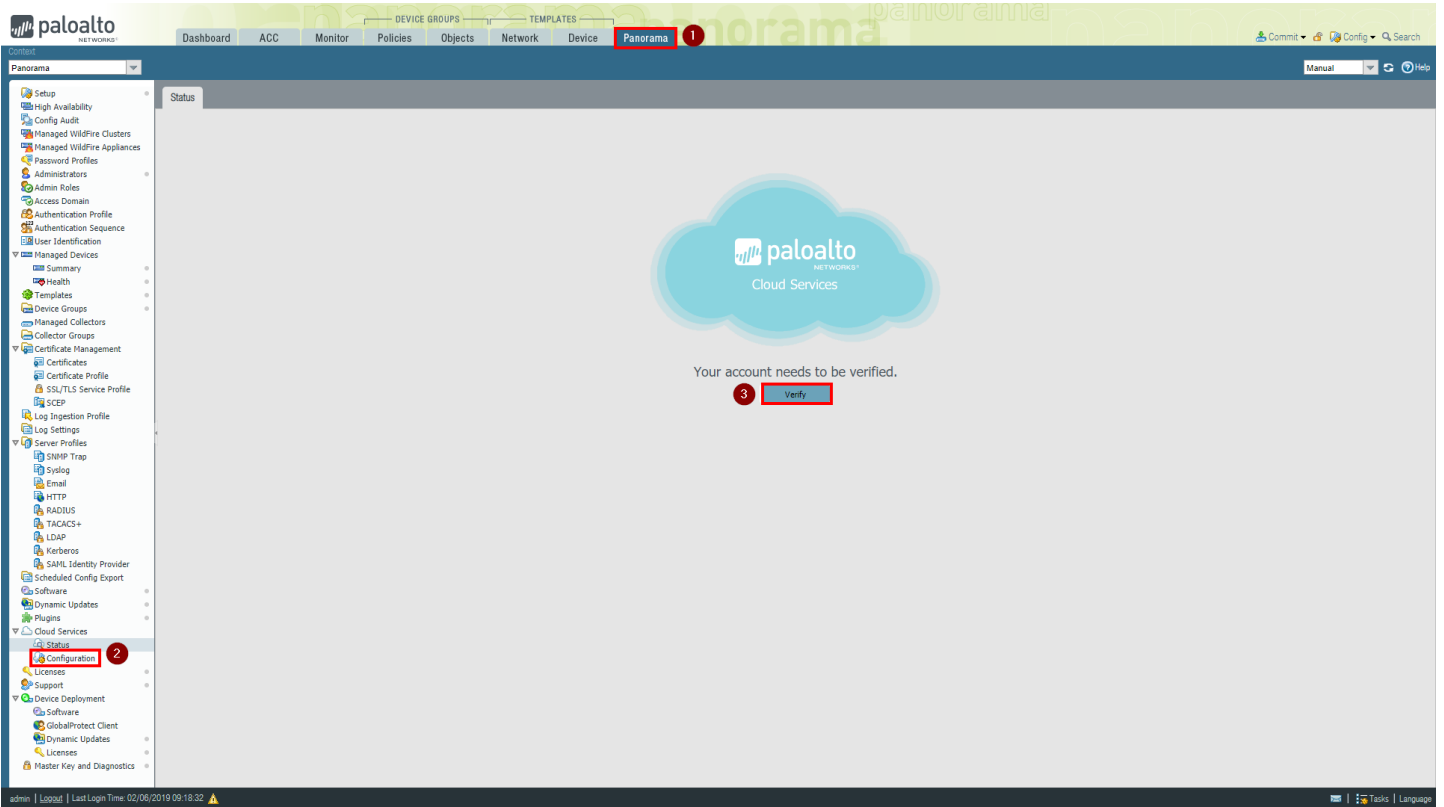 paloalto
NETWORKS®
DEVICE GROUPS
TEMPLATES
Dashboard ACC Monitor Policies Objects Network Device Panorama
1
panorama
panorama
panorama
Commit Config Search
Context
Panorama
Manual
Help
Setup
High Availability
Config Audit
Managed WildFire Clusters
Managed WildFire Appliances
Password Profiles
Administrators
Admin Roles
Access Domain
Authentication Profile
Authentication Sequence
User Identification
Managed Devices
Summary
Health
Templates
Device Groups
Managed Collectors
Collector Groups
Certificate Management
Certificates
Certificate Profile
SSL/TLS Service Profile
SCEP
Log Ingestion Profile
Log Settings
Server Profiles
SNMP Trap
Syslog
Email
HTTP
RADIUS
TACACS+
LDAP
Kerberos
SAML Identity Provider
Scheduled Config Export
Software
Dynamic Updates
Plugins
Cloud Services
Status
Configuration
2
Licenses
Support
Device Deployment
Software
GlobalProtect Client
Dynamic Updates
Licenses
Master Key and Diagnostics
Status
paloalto
NETWORKS®
Cloud Services
Your account needs to be verified.
3
Verify
admin | Logout | Last Login Time: 02/06/2019 09:18:32
| Tasks | Language